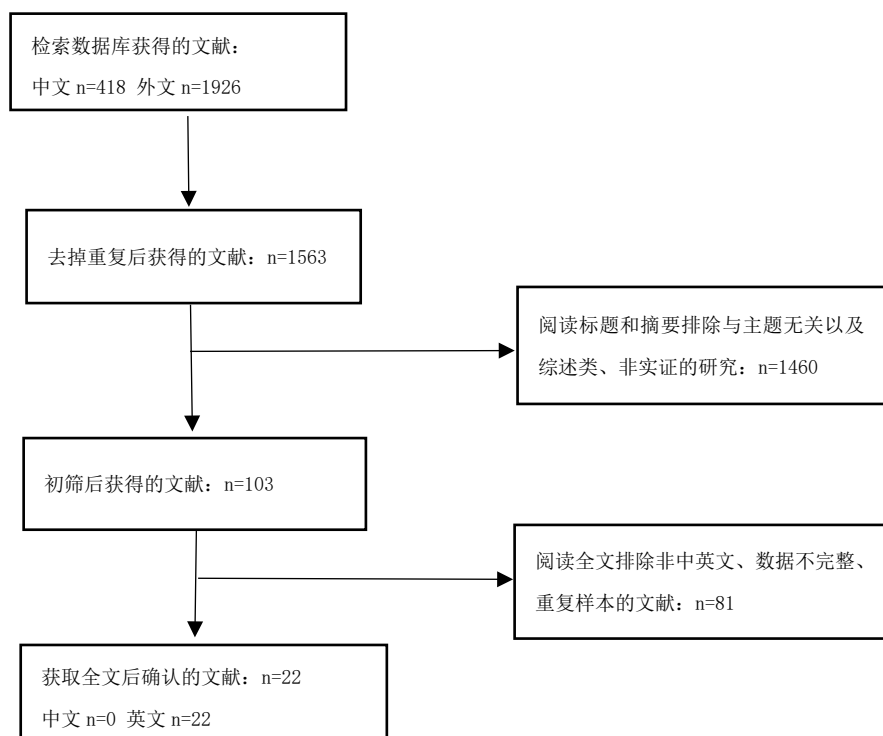 检索数据库获得的文献：
中文 n=418 外文 n=1926
去掉重复后获得的文献：n=1563
阅读标题和摘要排除与主题无关以及
综述类、非实证的研究：n=1460
初筛后获得的文献：n=103
阅读全文排除非中英文、数据不完整、
重复样本的文献：n=81
获取全文后确认的文献：n=22
中文 n=0 英文 n=22